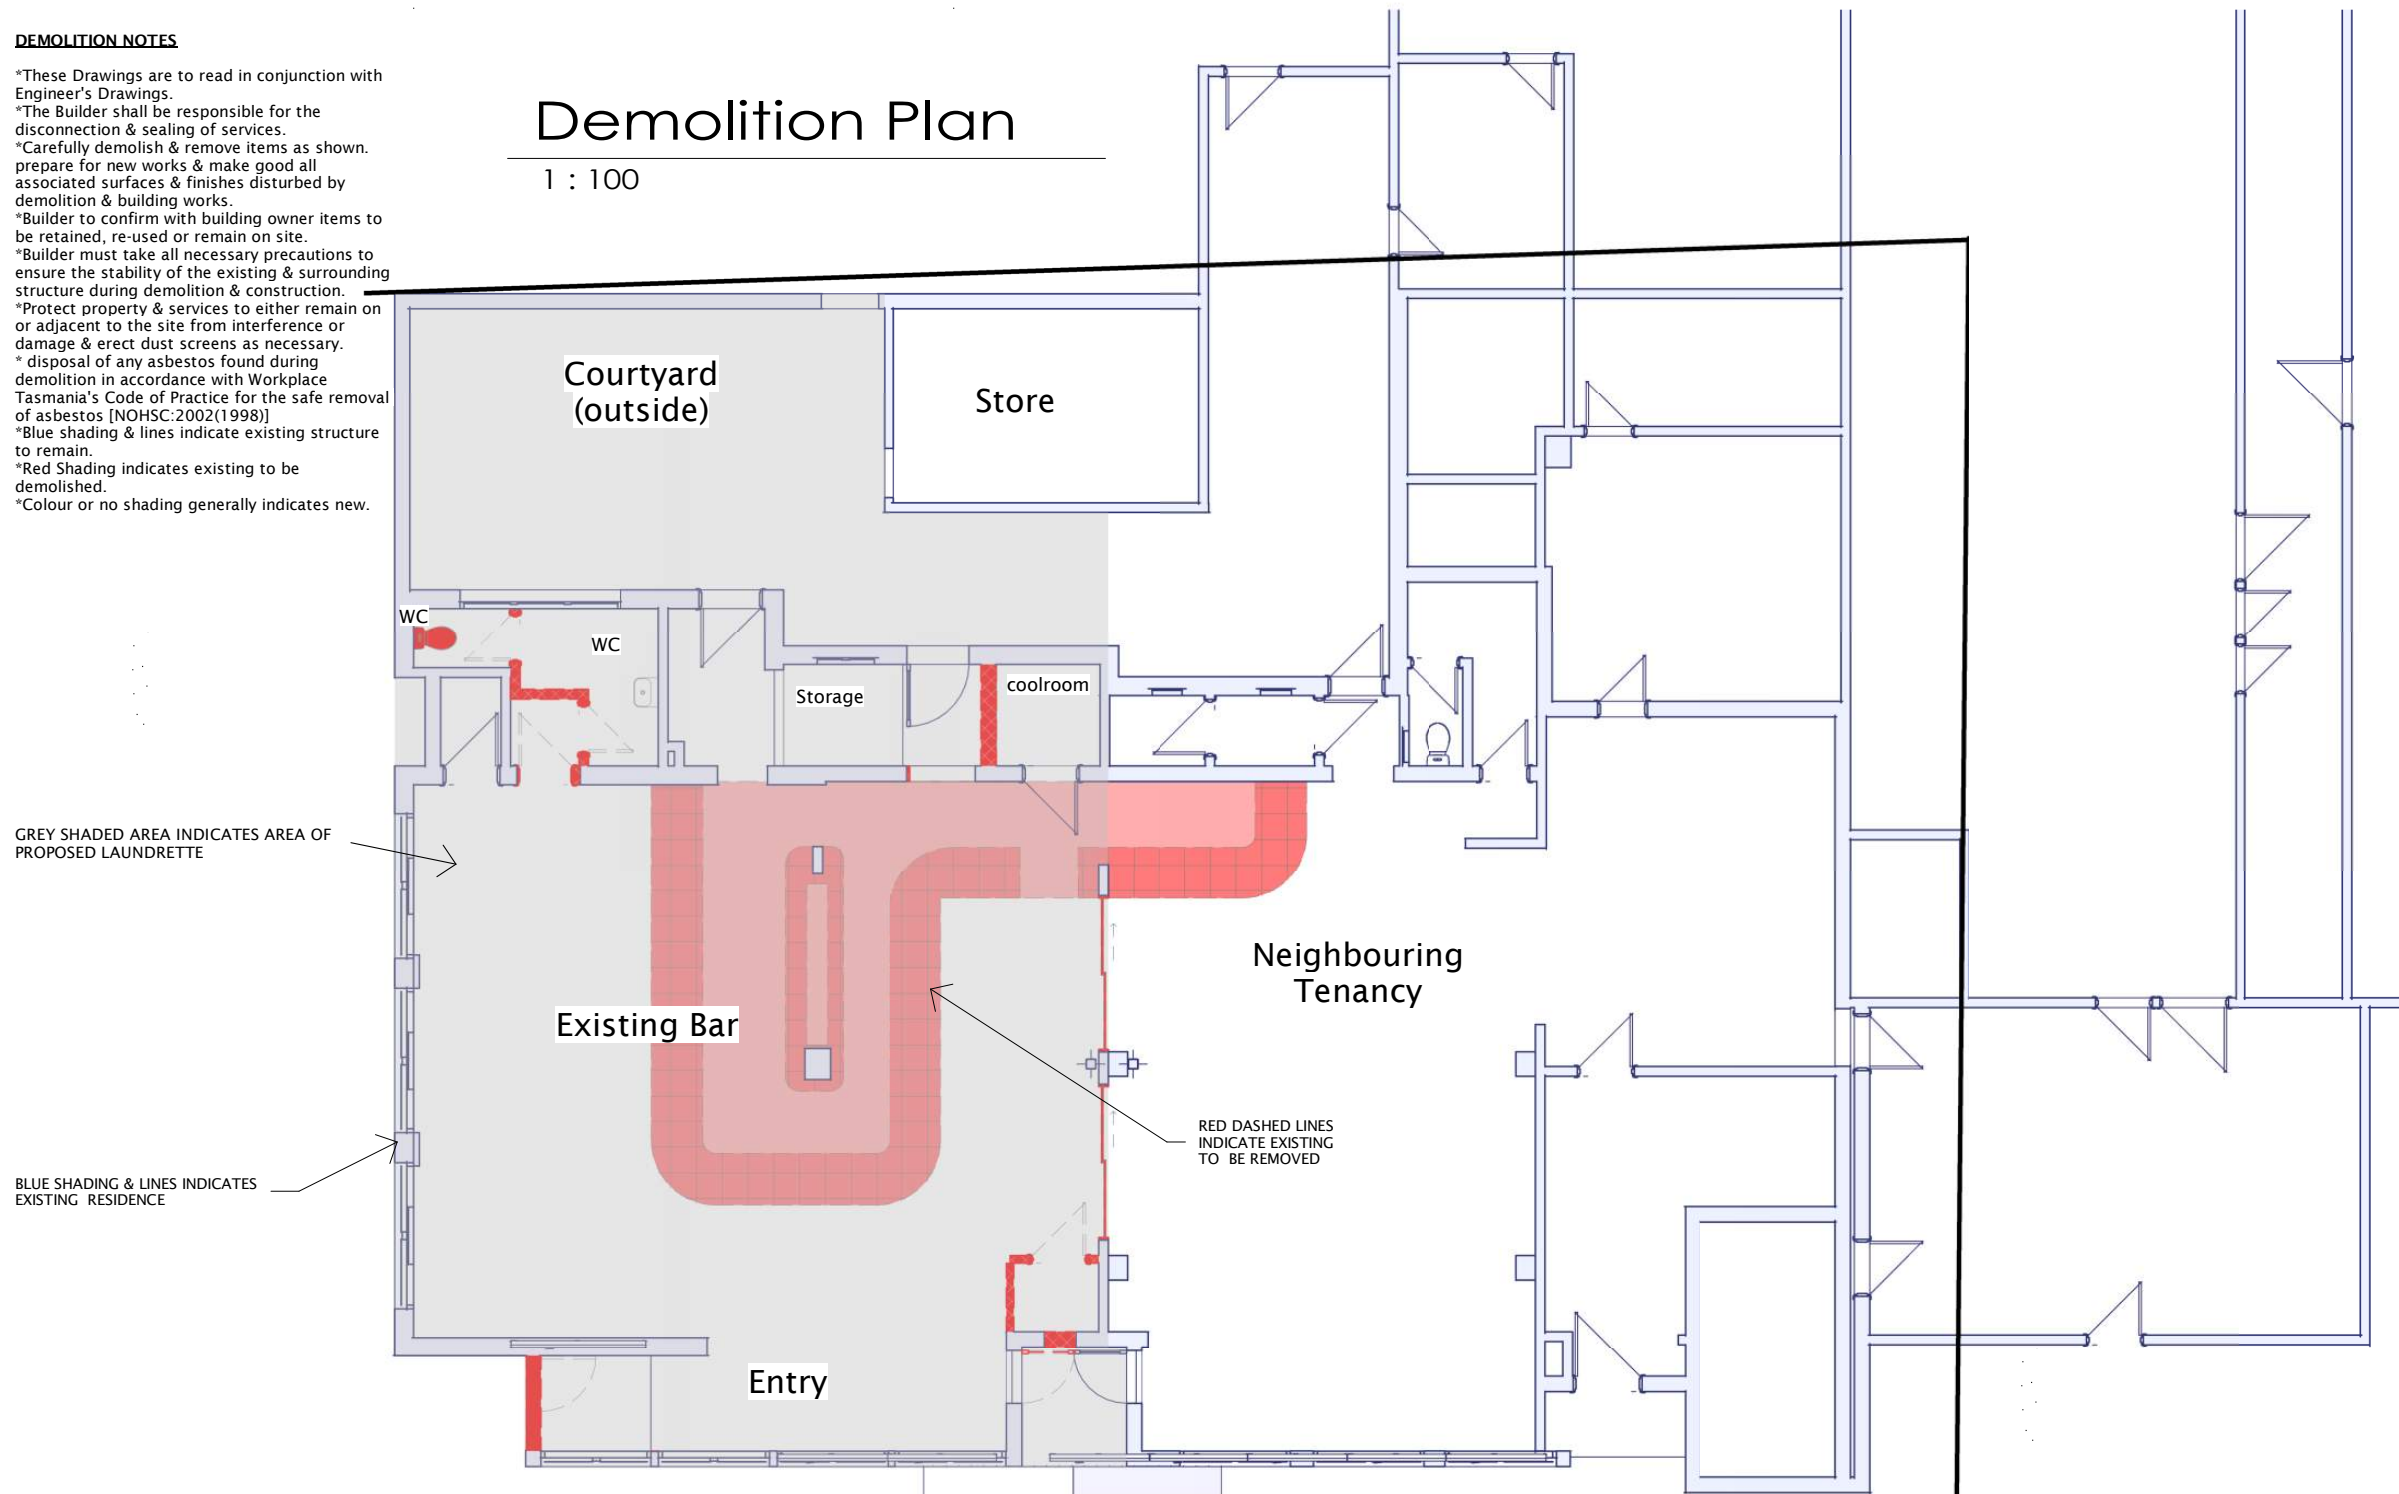 DEMOLITION NOTES
*These Drawings are to read in conjunction with
Engineer's Drawings.
*The Builder shall be responsible for the
disconnection & sealing of services.
*Carefully demolish & remove items as shown.
prepare for new works & make good all
associated surfaces & finishes disturbed by
demolition & building works.
*Builder to confirm with building owner items to
be retained, re-used or remain on site.
*Builder must take all necessary precautions to
ensure the stability of the existing & surrounding
structure during demolition & construction.
*Protect property & services to either remain on
or adjacent to the site from interference or
damage & erect dust screens as necessary.
* disposal of any asbestos found during
demolition in accordance with Workplace
Tasmania's Code of Practice for the safe removal
of asbestos [NOHSC:2002(1998)]
*Blue shading & lines indicate existing structure
to remain.
*Red Shading indicates existing to be
demolished.
*Colour or no shading generally indicates new.
Demolition Plan
1 : 100
Courtyard
(outside)
Store
WC
WC
Storage
coolroom
GREY SHADED AREA INDICATES AREA OF
PROPOSED LAUNDRETTE
Existing Bar
Neighbouring
Tenancy
RED DASHED LINES
INDICATE EXISTING
TO BE REMOVED
BLUE SHADING & LINES INDICATES
EXISTING RESIDENCE
Entry